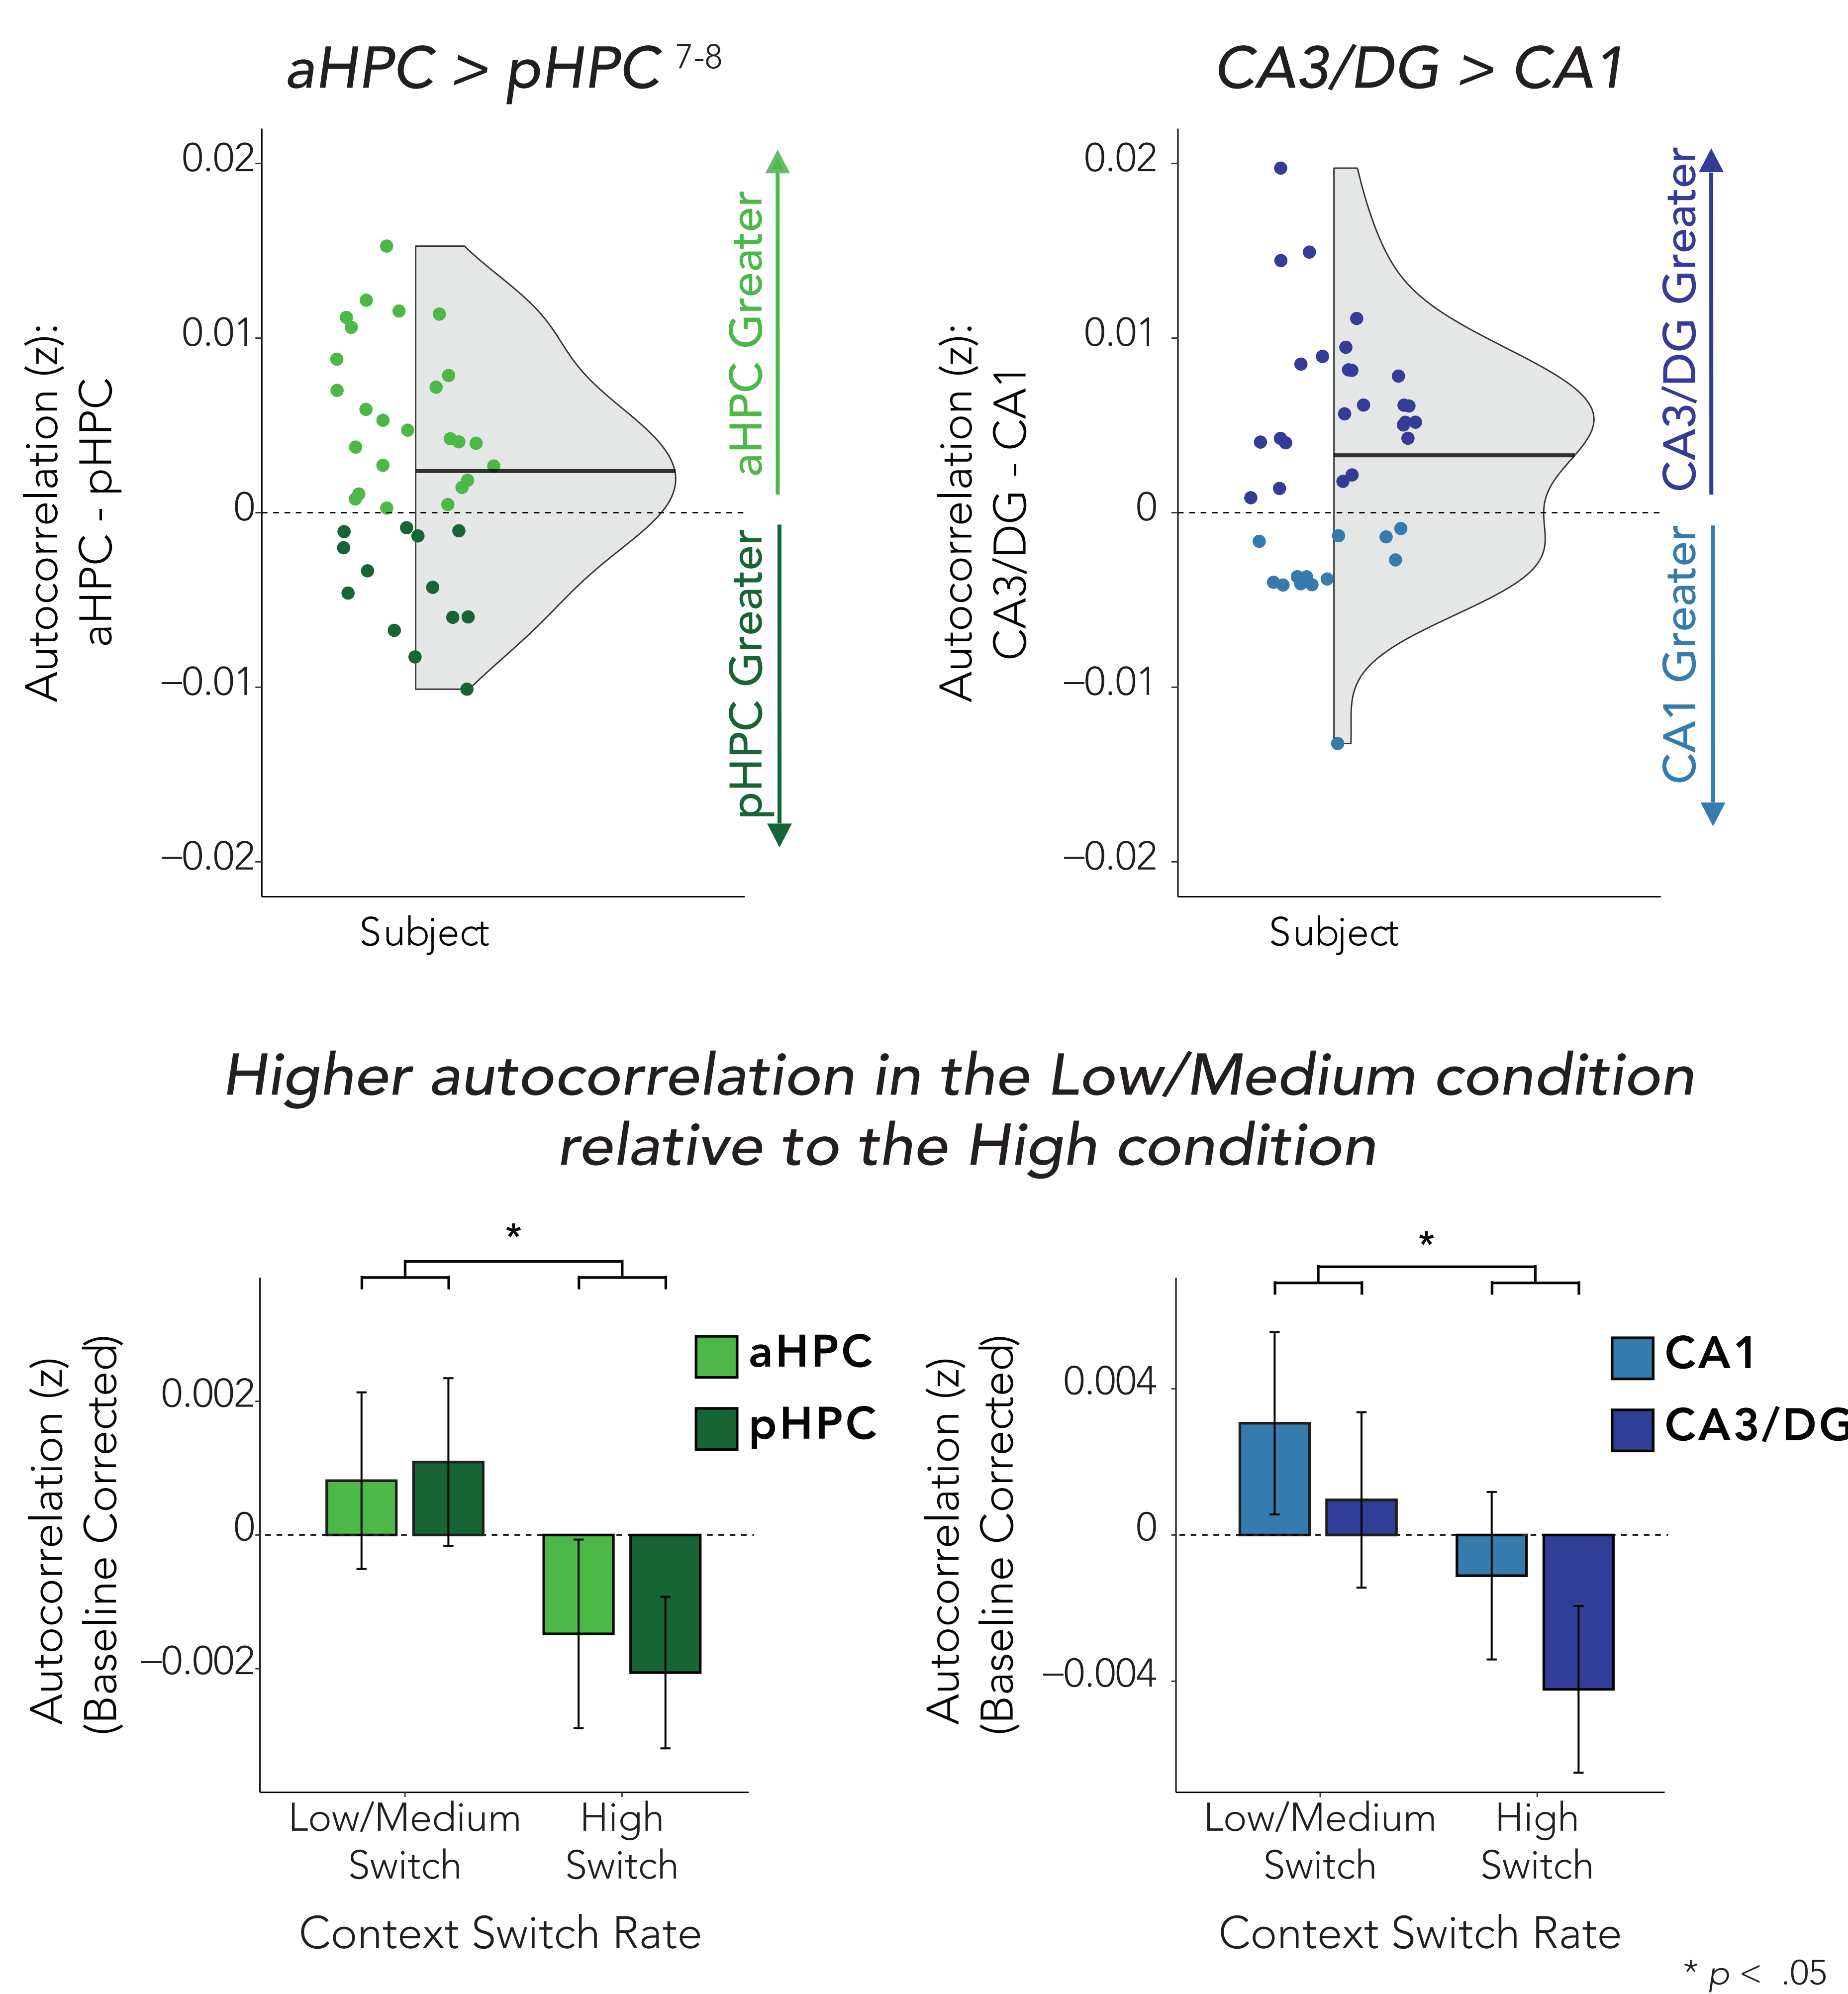 aHPC > pHPC 7-8
0.02
0.01
0
–0.01
–0.02
Autocorrelation (z):
aHPC - pHPC
aHPC Greater
pHPC Greater
Subject
CA3/DG > CA1
0.02
0.01
0
–0.01
–0.02
Autocorrelation (z):
CA3/DG - CA1
CA3/DG Greater
CA1 Greater
Subject
Higher autocorrelation in the Low/Medium condition
relative to the High condition
*
0.002
0
–0.002
Autocorrelation (z)
(Baseline Corrected)
aHPC
pHPC
Low/Medium
Switch
High
Switch
Context Switch Rate
*
0.004
0
–0.004
Autocorrelation (z)
(Baseline Corrected)
CA1
CA3/DG
Low/Medium
Switch
High
Switch
Context Switch Rate
* p < .05